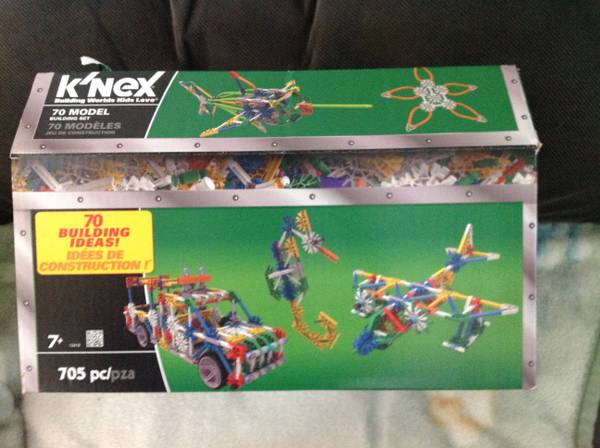 K'NEX
Building Worlds Kids Love
70 MODEL
BUILDING SET
70 MODÈLES
JEU DE CONSTRUCTION
70
BUILDING
IDEAS!
IDÉES DE
CONSTRUCTION !
7+
705 pc/pza